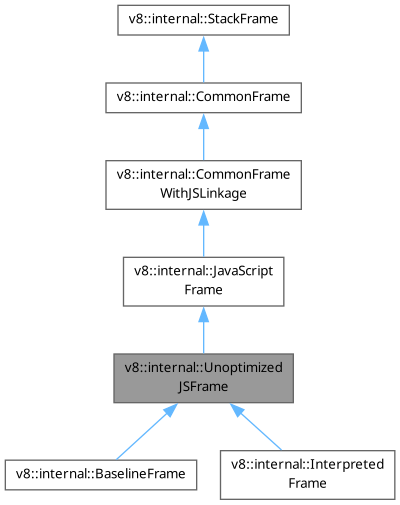 v8::internal::StackFrame
v8::internal::CommonFrame
v8::internal::CommonFrame
WithJSLinkage
v8::internal::JavaScript
Frame
v8::internal::Unoptimized
JSFrame
v8::internal::BaselineFrame
v8::internal::Interpreted
Frame